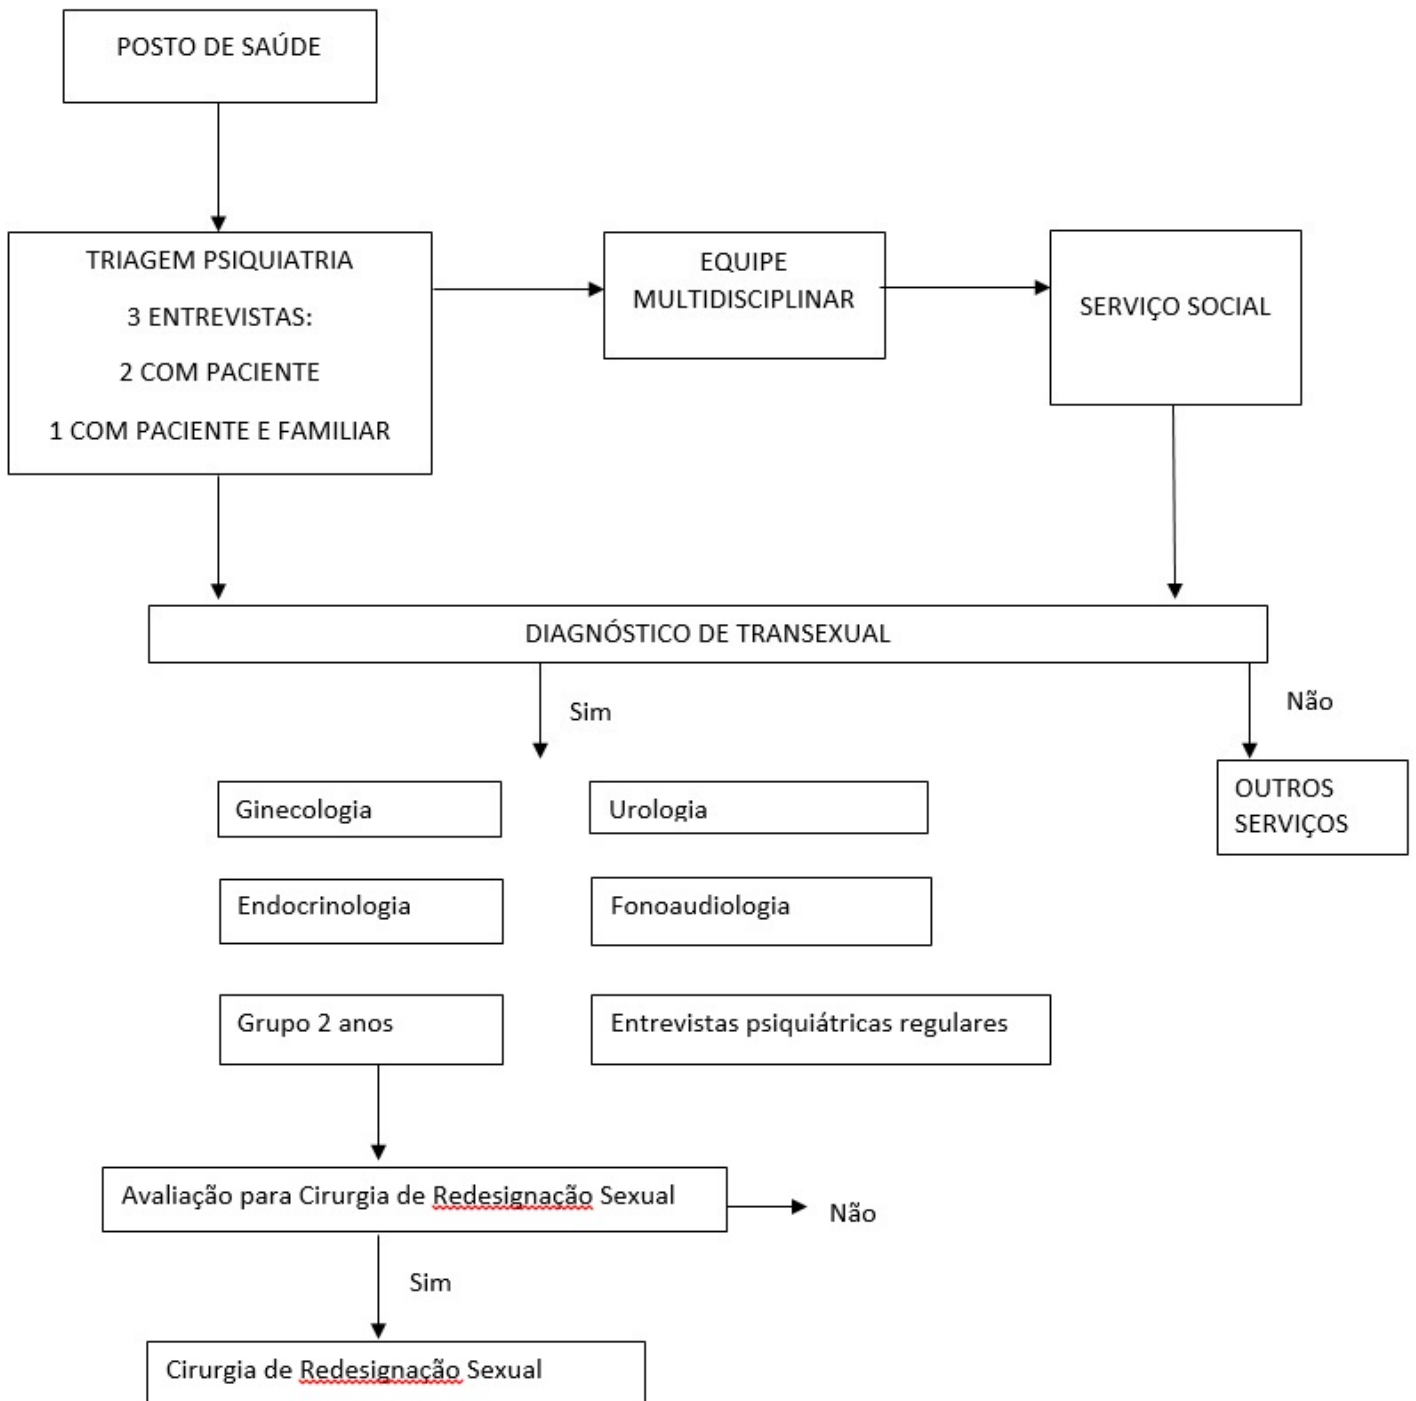 POSTO DE SAÚDE
TRIAGEM PSIQUIATRIA
3 ENTREVISTAS:
2 COM PACIENTE
1 COM PACIENTE E FAMILIAR
EQUIPE
MULTIDISCIPLINAR
SERVIÇO SOCIAL
DIAGNÓSTICO DE TRANSEXUAL
Sim
Não
OUTROS
SERVIÇOS
Ginecologia
Urologia
Endocrinologia
Fonoaudiologia
Grupo 2 anos
Entrevistas psiquiátricas regulares
Avaliação para Cirurgia de Redesignação Sexual
Não
Sim
Cirurgia de Redesignação Sexual